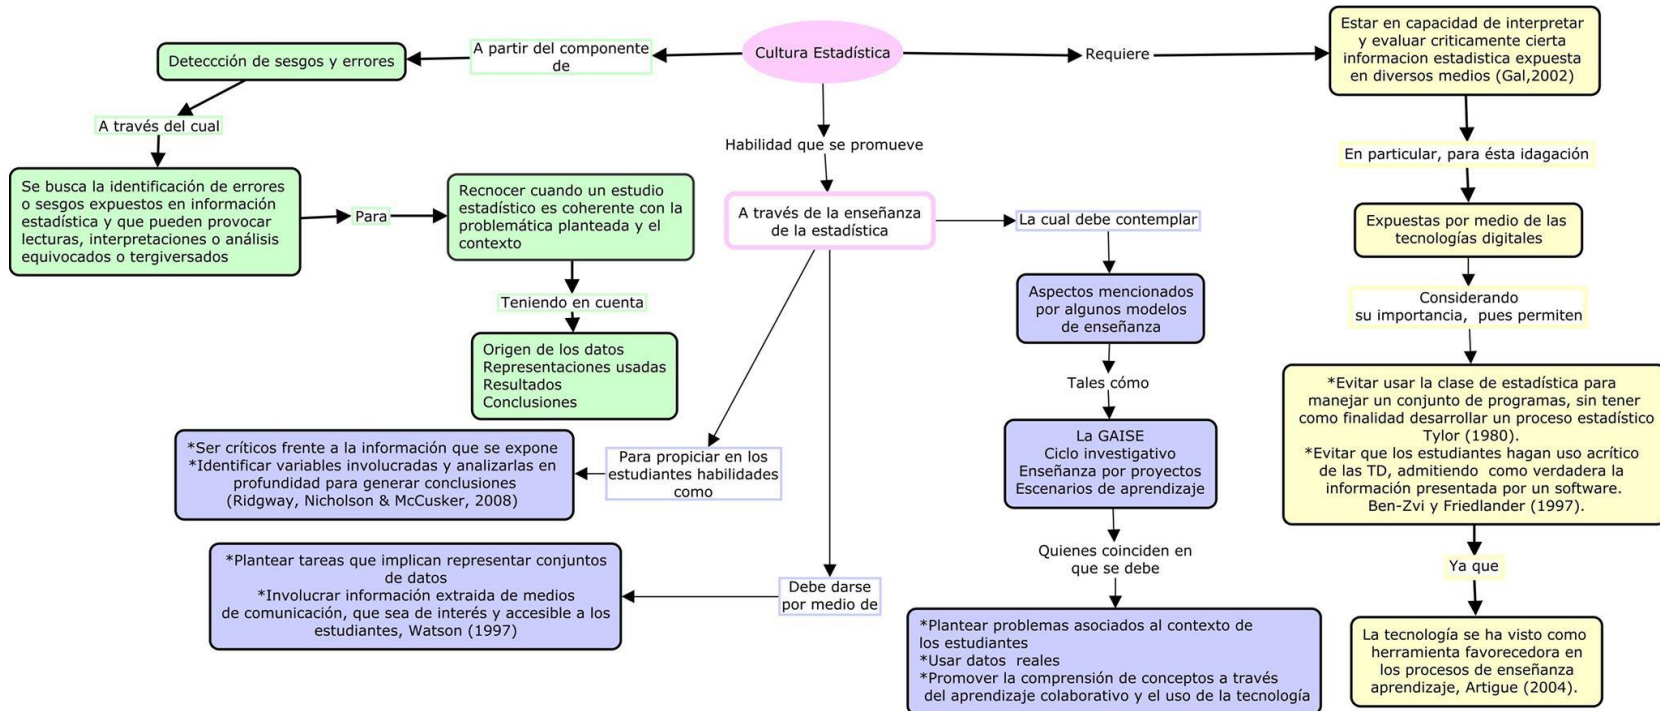 Cultura Estadística
A partir del componente
de
Deteccción de sesgos y errores
A través del cual
Se busca la identificación de errores
o sesgos expuestos en información
estadística y que pueden provocar
lecturas, interpretaciones o análisis
equivocados o tergiversados
Para
Recnocer cuando un estudio
estadístico es coherente con la
problemática planteada y el
contexto
Teniendo en cuenta
Origen de los datos
Representaciones usadas
Resultados
Conclusiones
Habilidad que se promueve
A través de la enseñanza
de la estadística
Para propiciar en los
estudiantes habilidades
como
*Ser críticos frente a la información que se expone
*Identificar variables involucradas y analizarlas en
profundidad para generar conclusiones
(Ridgway, Nicholson & McCusker, 2008)
Debe darse
por medio de
*Plantear tareas que implican representar conjuntos
de datos
*Involucrar información extraida de medios
de comunicación, que sea de interés y accesible a los
estudiantes, Watson (1997)
La cual debe contemplar
Aspectos mencionados
por algunos modelos
de enseñanza
Tales cómo
La GAISE
Ciclo investigativo
Enseñanza por proyectos
Escenarios de aprendizaje
Quienes coinciden en
que se debe
*Plantear problemas asociados al contexto de
los estudiantes
*Usar datos reales
*Promover la comprensión de conceptos a través
del aprendizaje colaborativo y el uso de la tecnología
Requiere
Estar en capacidad de interpretar
y evaluar criticamente cierta
informacion estadistica expuesta
en diversos medios (Gal,2002)
En particular, para ésta idagación
Expuestas por medio de las
tecnologías digitales
Considerando
su importancia, pues permiten
*Evitar usar la clase de estadística para
manejar un conjunto de programas, sin tener
como finalidad desarrollar un proceso estadístico
Tylor (1980).
*Evitar que los estudiantes hagan uso acrítico
de las TD, admitiendo como verdadera la
información presentada por un software.
Ben-Zvi y Friedlander (1997).
Ya que
La tecnología se ha visto como
herramienta favorecedora en
los procesos de enseñanza
aprendizaje, Artigue (2004).